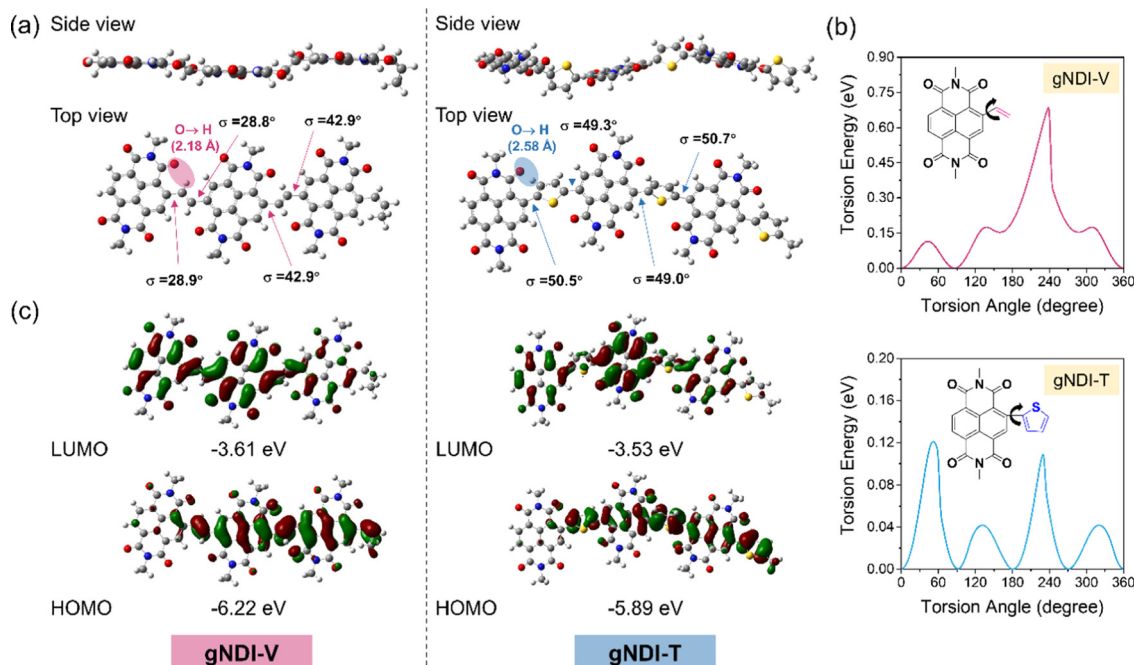 (a)
Side view
Top view
O→H
(2.18 Å)
σ =28.8°
σ =42.9°
σ =28.9°
σ =42.9°
Side view
Top view
O→H
(2.58 Å)
σ =49.3°
σ =50.7°
σ =50.5°
σ =49.0°
(b)
Torsion Energy (eV)
0.90
0.75
0.60
0.45
0.30
0.15
0.00
gNDI-V
O N O
O N O
0 60 120 180 240 300 360
Torsion Angle (degree)
Torsion Energy (eV)
0.20
0.16
0.12
0.08
0.04
0.00
gNDI-T
O N O
S
O N O
0 60 120 180 240 300 360
Torsion Angle (degree)
(c)
LUMO -3.61 eV
HOMO -6.22 eV
gNDI-V
LUMO -3.53 eV
HOMO -5.89 eV
gNDI-T